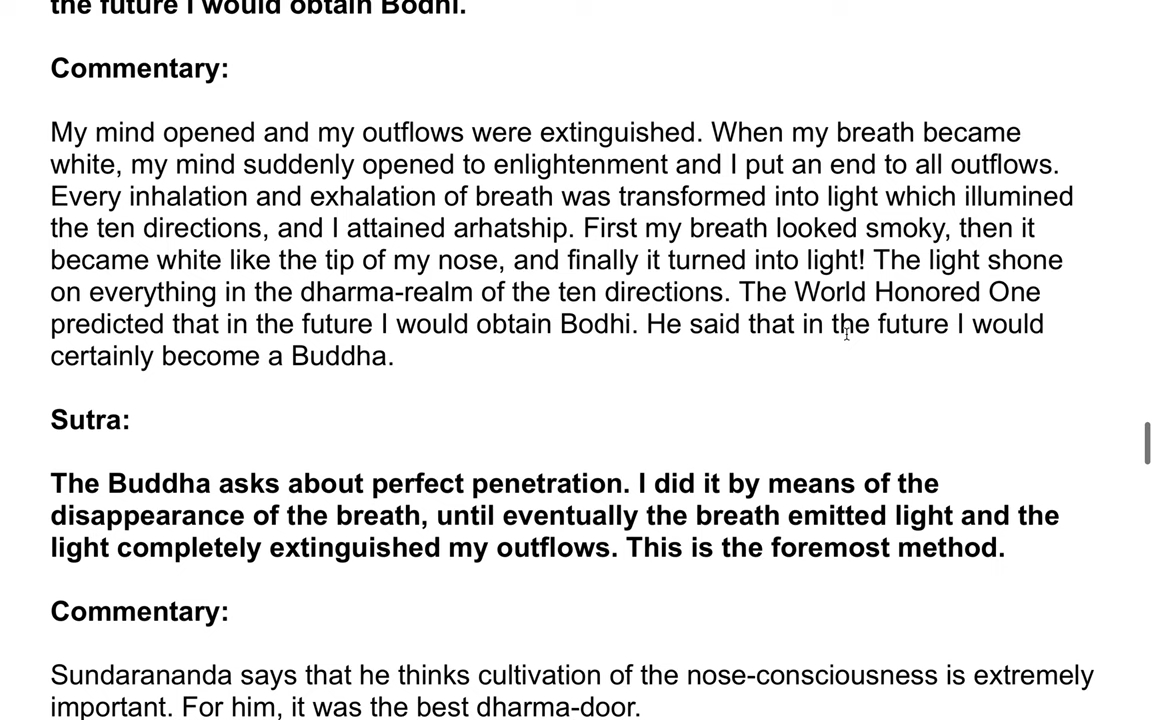 the future I would obtain Bodhi.
Commentary:
My mind opened and my outflows were extinguished. When my breath became
white, my mind suddenly opened to enlightenment and I put an end to all outflows.
Every inhalation and exhalation of breath was transformed into light which illumined
the ten directions, and I attained arhatship. First my breath looked smoky, then it
became white like the tip of my nose, and finally it turned into light! The light shone
on everything in the dharma-realm of the ten directions. The World Honored One
predicted that in the future I would obtain Bodhi. He said that in the future I would
certainly become a Buddha.
Sutra:
The Buddha asks about perfect penetration. I did it by means of the
disappearance of the breath, until eventually the breath emitted light and the
light completely extinguished my outflows. This is the foremost method.
Commentary:
Sundarananda says that he thinks cultivation of the nose-consciousness is extremely
important. For him, it was the best dharma-door.